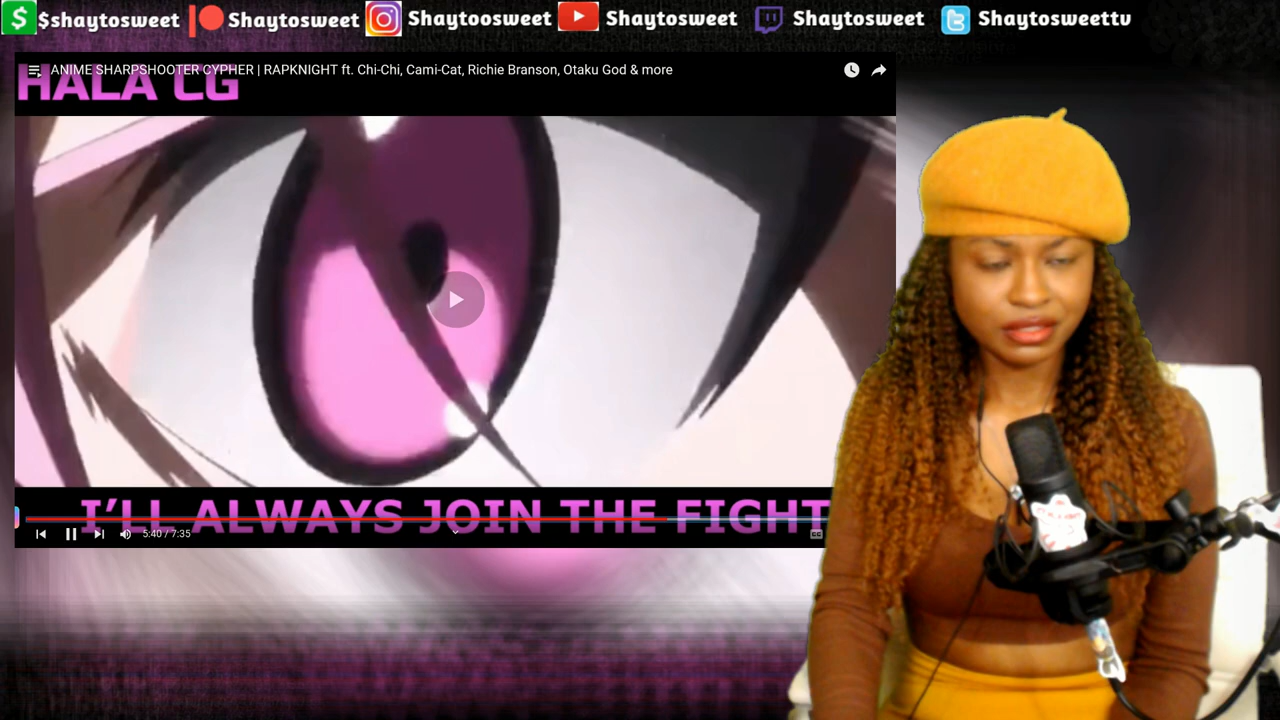 $shaytosweet Shaytosweet Shaytoosweet Shaytosweet Shaytosweet Shaytosweettv
ANIME SHARPSHOOTER CYPHER | RAPKNIGHT ft. Chi-Chi, Cami-Cat, Richie Branson, Otaku God & more
HALA CG
I'LL ALWAYS JOIN THE FIGHT
5:40 / 7:35